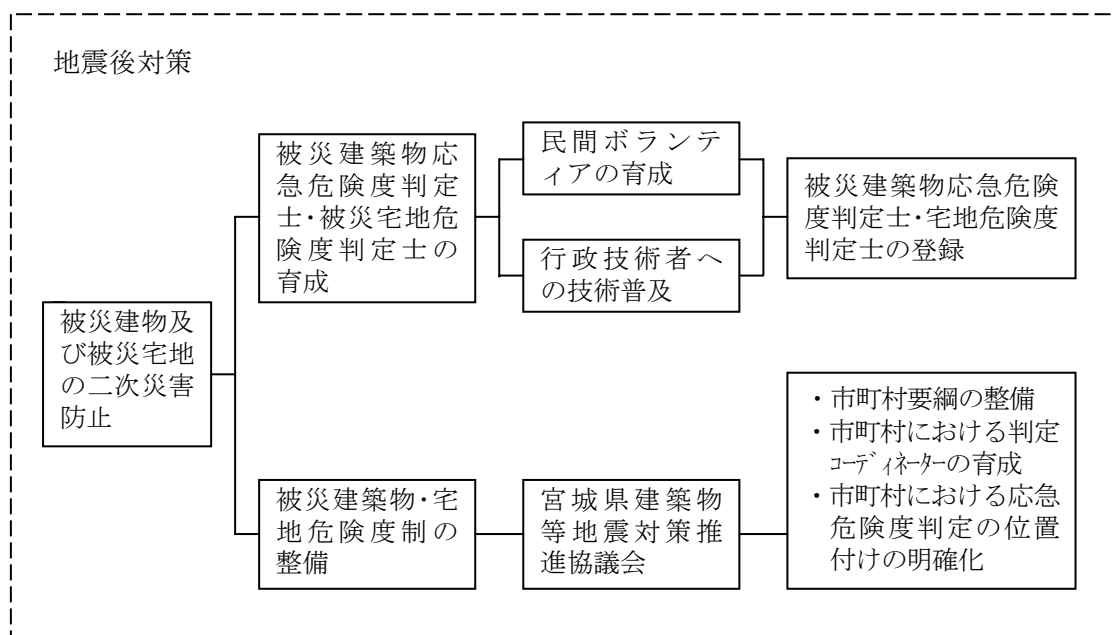 地震後対策
被災建物及
び被災宅地
の二次災害
防止
被災建築物応
急危険度判定
士・被災宅地危
険度判定士の
育成
民間ボランテ
ィアの育成
行政技術者へ
の技術普及
被災建築物応急危険
度判定士・宅地危険度
判定士の登録
被災建築物・宅
地危険度制の
整備
宮城県建築物
等地震対策推
進協議会
・市町村要綱の整備
・市町村における判定
コーディネーターの育成
・市町村における応急
危険度判定の位置
付けの明確化